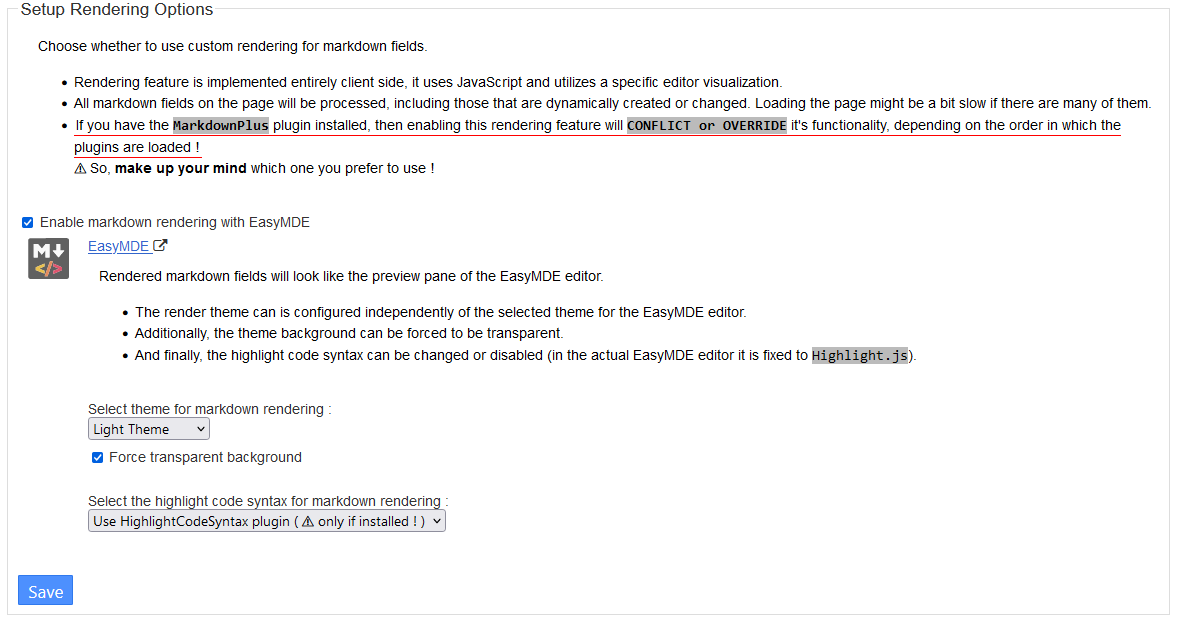 Setup Rendering Options
Choose whether to use custom rendering for markdown fields.
• Rendering feature is implemented entirely client side, it uses JavaScript and utilizes a specific editor visualization.
• All markdown fields on the page will be processed, including those that are dynamically created or changed. Loading the page might be a bit slow if there are many of them.
• If you have the MarkdownPlus plugin installed, then enabling this rendering feature will CONFLICT or OVERRIDE it's functionality, depending on the order in which the
plugins are loaded !
⚠ So, make up your mind which one you prefer to use !
Enable markdown rendering with EasyMDE
M↓
</>
EasyMDE
Rendered markdown fields will look like the preview pane of the EasyMDE editor.
• The render theme can is configured independently of the selected theme for the EasyMDE editor.
• Additionally, the theme background can be forced to be transparent.
• And finally, the highlight code syntax can be changed or disabled (in the actual EasyMDE editor it is fixed to Highlight.js).
Select theme for markdown rendering :
Light Theme
Force transparent background
Select the highlight code syntax for markdown rendering :
Use HighlightCodeSyntax plugin ( ⚠ only if installed ! )
Save